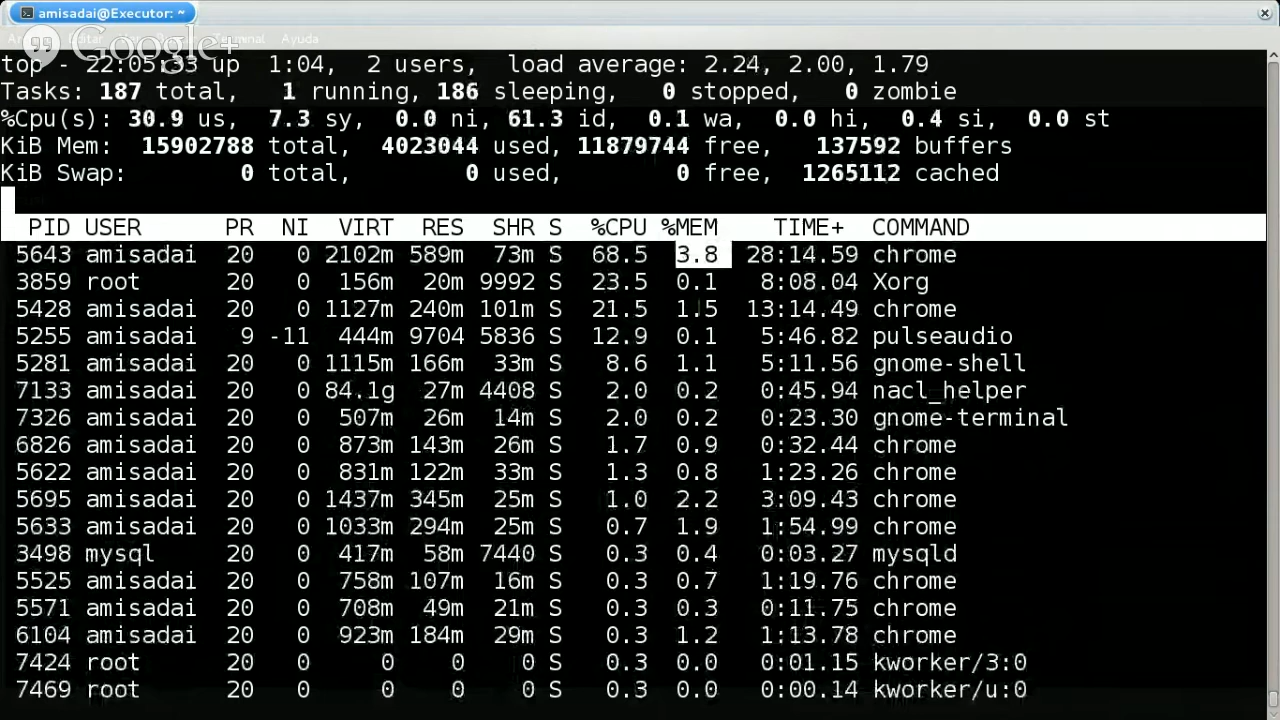 amisadai@Executor: ~
Google+
Terminal Ayuda
top - 22:05:33 up  1:04,  2 users,  load average: 2.24, 2.00, 1.79
Tasks: 187 total,   1 running, 186 sleeping,   0 stopped,   0 zombie
%Cpu(s): 30.9 us,  7.3 sy,  0.0 ni, 61.3 id,  0.1 wa,  0.0 hi,  0.4 si,  0.0 st
KiB Mem:  15902788 total,  4023044 used, 11879744 free,   137592 buffers
KiB Swap:        0 total,        0 used,        0 free,  1265112 cached
PID USER      PR  NI  VIRT  RES  SHR S  %CPU %MEM    TIME+  COMMAND
5643 amisadai  20   0 2102m 589m  73m S  68.5  3.8  28:14.59 chrome
3859 root      20   0  156m  20m 9992 S  23.5  0.1   8:08.04 Xorg
5428 amisadai  20   0 1127m 240m 101m S  21.5  1.5  13:14.49 chrome
5255 amisadai   9 -11  444m 9704 5836 S  12.9  0.1   5:46.82 pulseaudio
5281 amisadai  20   0 1115m 166m  33m S   8.6  1.1   5:11.56 gnome-shell
7133 amisadai  20   0 84.1g  27m 4408 S   2.0  0.2   0:45.94 nacl_helper
7326 amisadai  20   0  507m  26m  14m S   2.0  0.2   0:23.30 gnome-terminal
6826 amisadai  20   0  873m 143m  26m S   1.7  0.9   0:32.44 chrome
5622 amisadai  20   0  831m 122m  33m S   1.3  0.8   1:23.26 chrome
5695 amisadai  20   0 1437m 345m  25m S   1.0  2.2   3:09.43 chrome
5633 amisadai  20   0 1033m 294m  25m S   0.7  1.9   1:54.99 chrome
3498 mysql     20   0  417m  58m 7440 S   0.3  0.4   0:03.27 mysqld
5525 amisadai  20   0  758m 107m  16m S   0.3  0.7   1:19.76 chrome
5571 amisadai  20   0  708m  49m  21m S   0.3  0.3   0:11.75 chrome
6104 amisadai  20   0  923m 184m  29m S   0.3  1.2   1:13.78 chrome
7424 root      20   0     0    0    0 S   0.3  0.0   0:01.15 kworker/3:0
7469 root      20   0     0    0    0 S   0.3  0.0   0:00.14 kworker/u:0